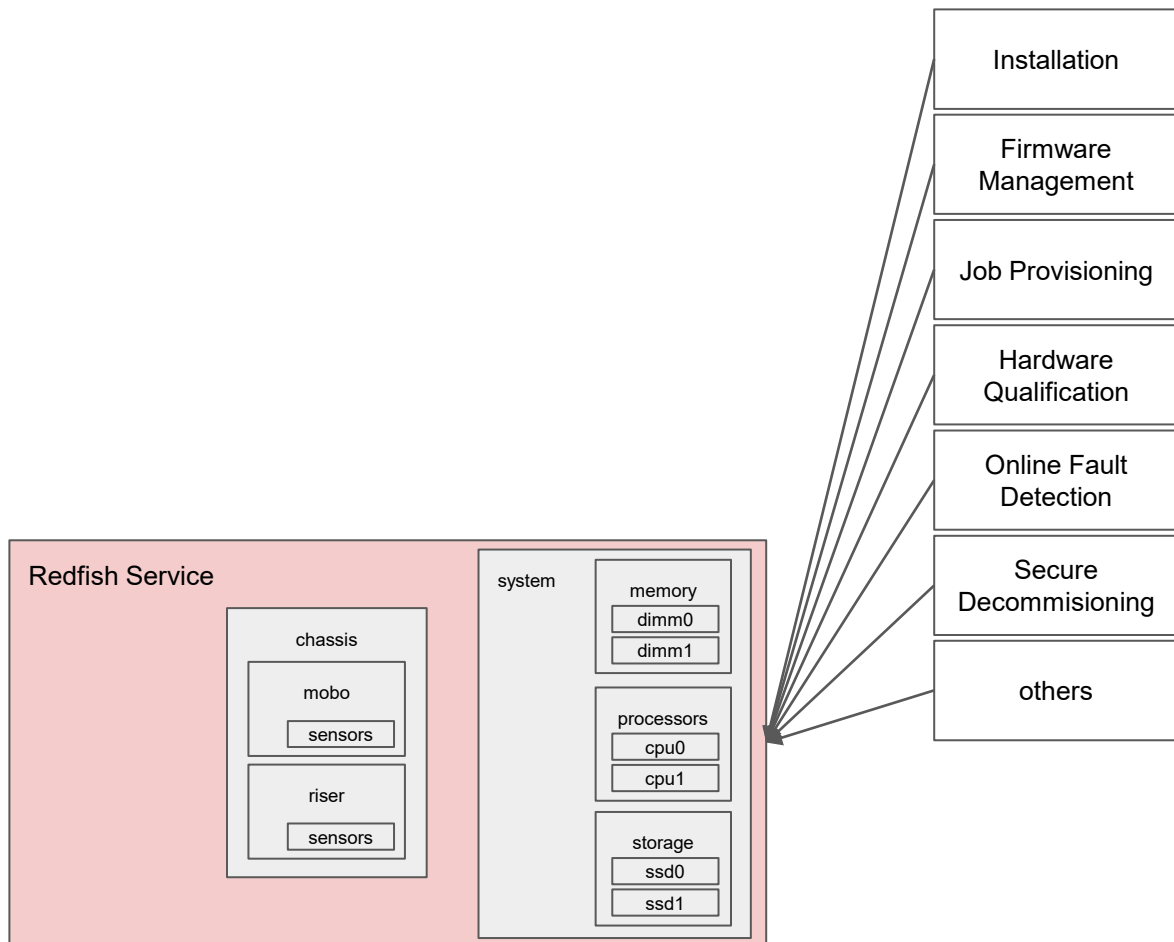 Installation
Firmware
Management
Job Provisioning
Hardware
Qualification
Online Fault
Detection
Secure
Decommisioning
others
Redfish Service
chassis
mobo
sensors
riser
sensors
system
memory
dimm0
dimm1
processors
cpu0
cpu1
storage
ssd0
ssd1